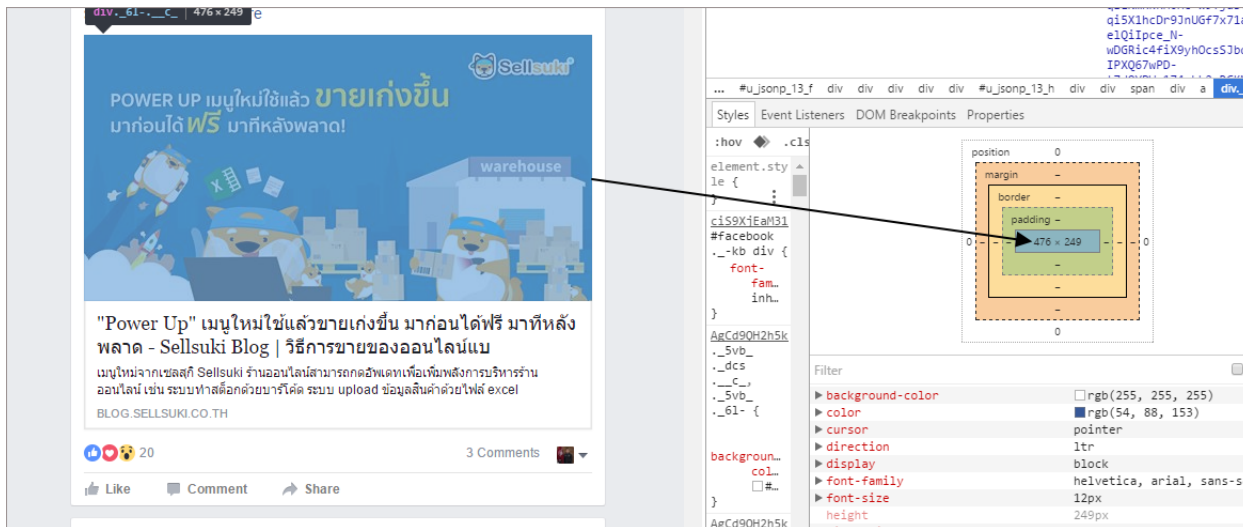 div._6l-.__c_ | 476 × 249
Sellsuki
POWER UP เมนูใหม่ใช้แล้ว ขายเก่งขึ้น
มาก่อนได้ ฟรี มาทีหลังพลาด!
warehouse
"Power Up" เมนูใหม่ใช้แล้วขายเก่งขึ้น มาก่อนได้ฟรี มาทีหลัง
พลาด - Sellsuki Blog | วิธีการขายของออนไลน์แบ
เมนูใหม่จากเซลสุกิ Sellsuki ร้านออนไลน์สามารถกดอัพเดทเพื่อเพิ่มพลังการบริหารร้าน
ออนไลน์ เช่น ระบบทำสต็อกด้วยบาร์โค้ด ระบบ upload ข้อมูลสินค้าด้วยไฟล์ excel
BLOG.SELLSUKI.CO.TH
20
3 Comments
Like Comment Share
qi5X1hcDr9JnUGf7x71a
elQiIpce_N-
wDGRic4fiX9yhOcsSJbo
IPXQ67wPD-
... #u_jsonp_13_f div div div div div #u_jsonp_13_h div div span div a div._
Styles Event Listeners DOM Breakpoints Properties
:hov .cls
element.sty
le {
}
ciS9XjEaM31
#facebook
._-kb div {
font-
fam…
inh…
}
AgCd9OH2h5k
._5vb_
._dcs
.__c_,
._5vb_
._6l- {
backgroun…
col…
#…
}
AgCd9OH2h5k
position 0
margin –
border –
padding –
0 – – – 476 × 249 – – – 0
–
–
–
0
Filter
background-color rgb(255, 255, 255)
color rgb(54, 88, 153)
cursor pointer
direction ltr
display block
font-family helvetica, arial, sans-s
font-size 12px
height 249px